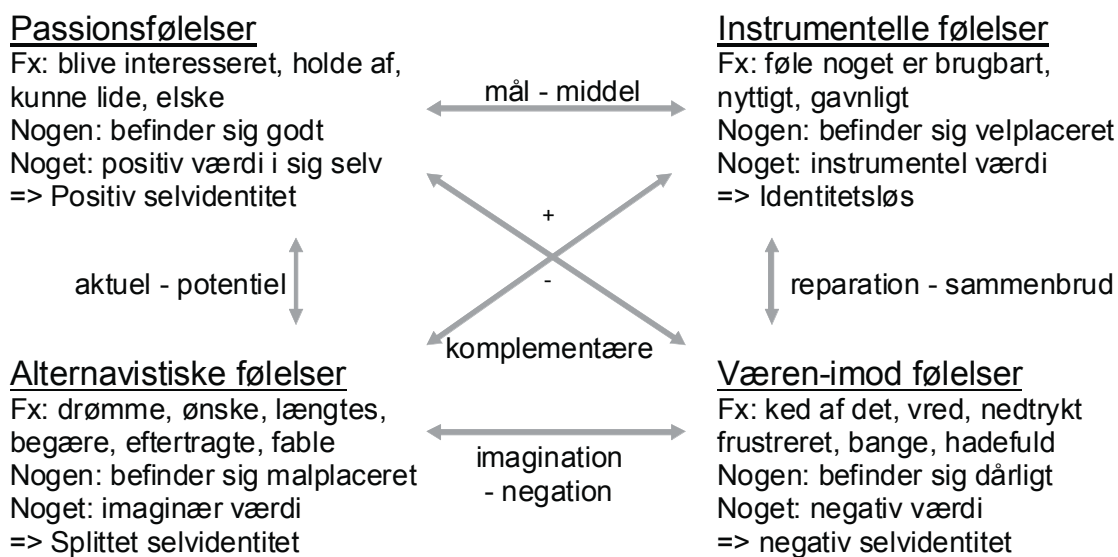 Passionsfølelser
Fx: blive interesseret, holde af,
kunne lide, elske
Nogen: befinder sig godt
Noget: positiv værdi i sig selv
=> Positiv selvidentitet
mål - middel
Instrumentelle følelser
Fx: føle noget er brugbart,
nyttigt, gavnligt
Nogen: befinder sig velplaceret
Noget: instrumentel værdi
=> Identitetsløs
+
-
aktuel - potentiel
reparation - sammenbrud
komplementære
Alternavistiske følelser
Fx: drømme, ønske, længtes,
begære, eftertragte, fable
Nogen: befinder sig malplaceret
Noget: imaginær værdi
=> Splittet selvidentitet
imagination
- negation
Væren-imod følelser
Fx: ked af det, vred, nedtrykt
frustreret, bange, hadefuld
Nogen: befinder sig dårligt
Noget: negativ værdi
=> negativ selvidentitet